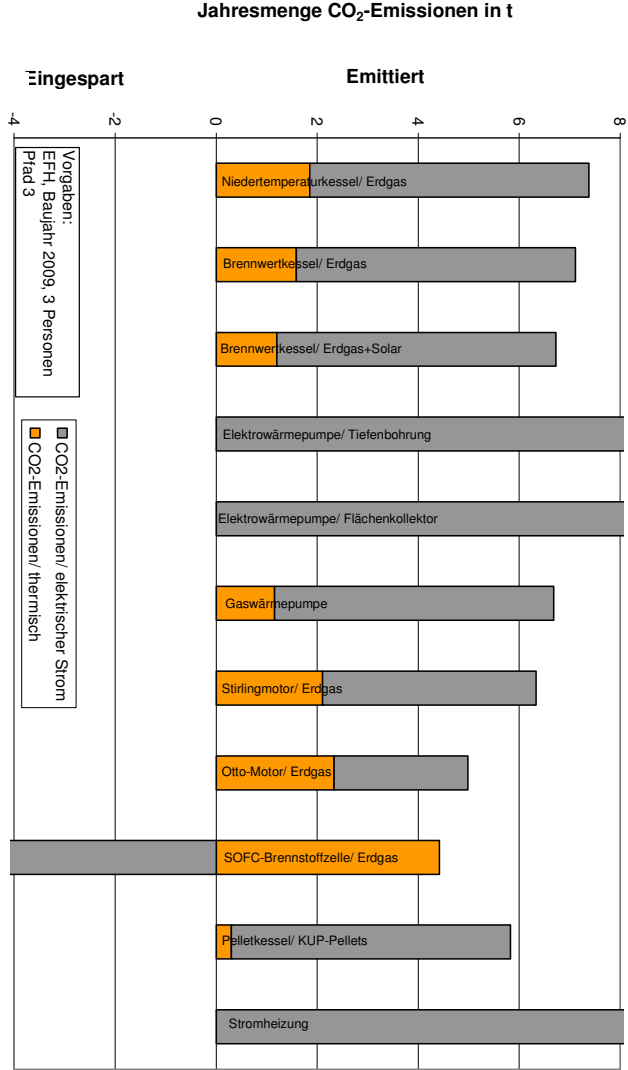 Jahresmenge CO₂-Emissionen in t
Eingespart
Emittiert
-4
-2
0
2
4
6
8
Niedertemperaturkessel/ Erdgas
Brennwertkessel/ Erdgas
Brennwertkessel/ Erdgas+Solar
Elektrowärmepumpe/ Tiefenbohrung
Elektrowärmepumpe/ Flächenkollektor
Gaswärmepumpe
Stirlingmotor/ Erdgas
Otto-Motor/ Erdgas
SOFC-Brennstoffzelle/ Erdgas
Pelletkessel/ KUP-Pellets
Stromheizung
Vorgaben:
EFH, Baujahr 2009, 3 Personen
Pfad 3
CO2-Emissionen/ elektrischer Strom
CO2-Emissionen/ thermisch